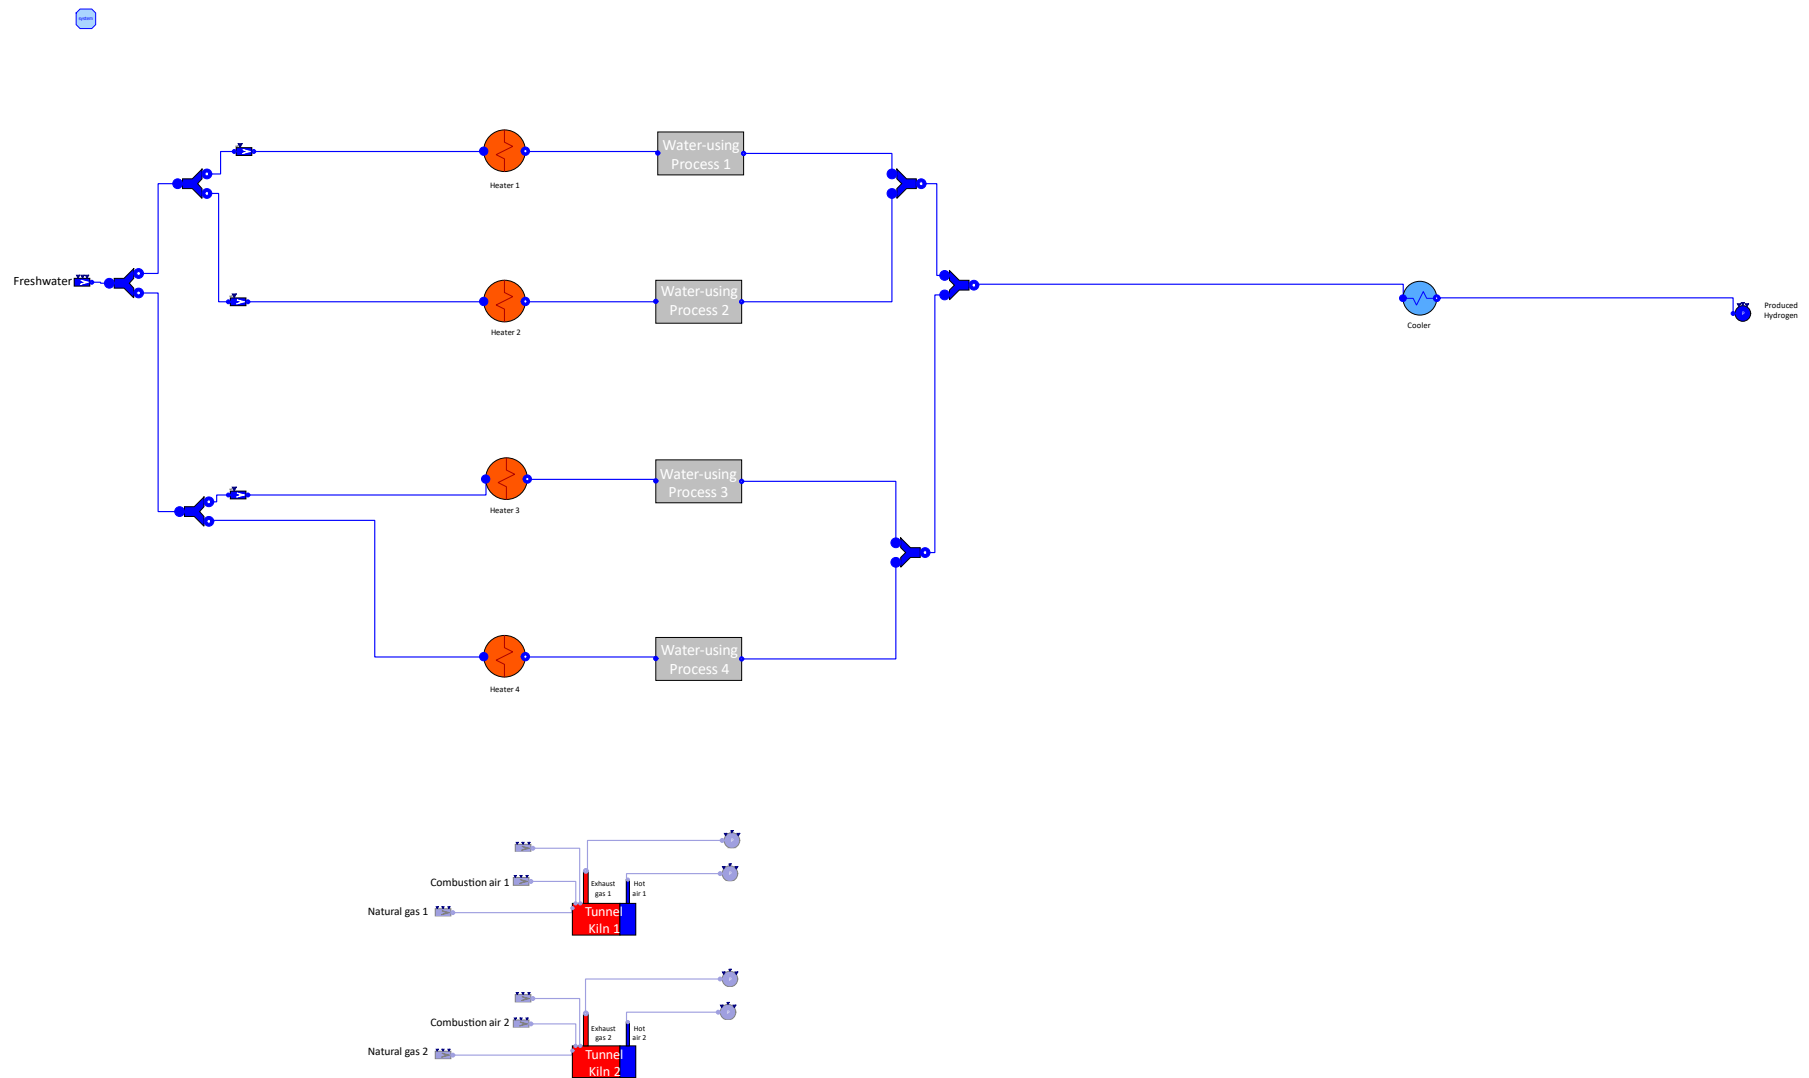 system
Water-using
Process 1
Heater 1
Freshwater
Water-using
Process 2
Heater 2
Produced
Hydrogen
Cooler
Water-using
Process 3
Heater 3
Water-using
Process 4
Heater 4
Combustion air 1
Exhaust
gas 1
Hot
air 1
Natural gas 1
Tunnel
Kiln 1
Combustion air 2
Exhaust
gas 2
Hot
air 2
Natural gas 2
Tunnel
Kiln 2